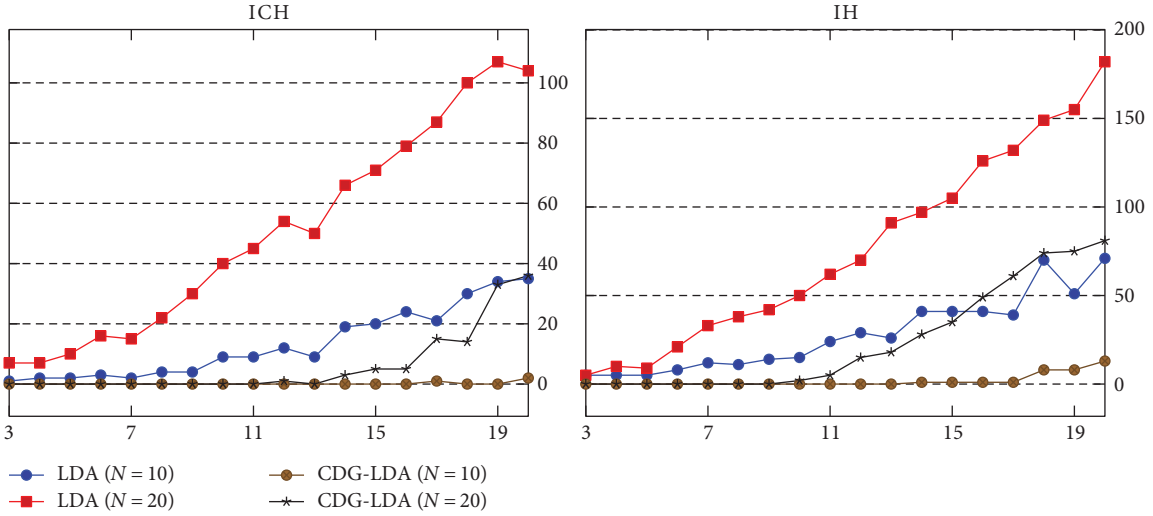 ICH
100
80
60
40
20
0
3 7 11 15 19
IH
200
150
100
50
0
3 7 11 15 19
LDA (N = 10)
LDA (N = 20)
CDG-LDA (N = 10)
CDG-LDA (N = 20)